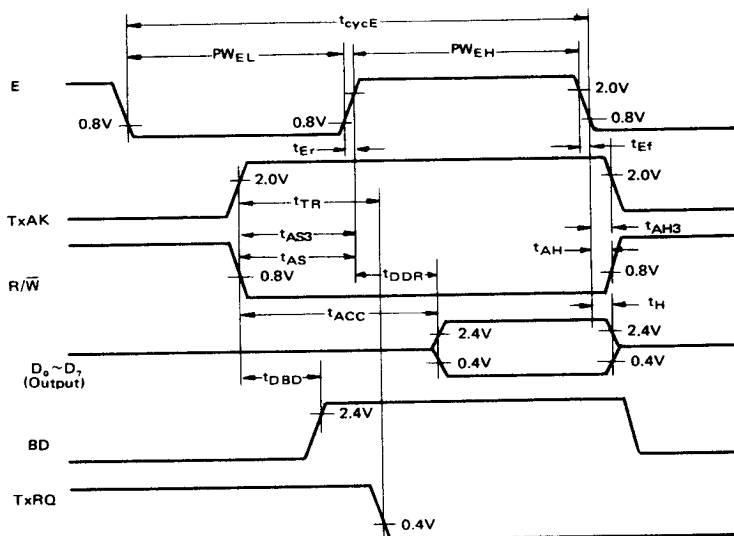 tcycE
PWEL
PWEH
E
2.0V
0.8V
0.8V
0.8V
tEr
tEf
2.0V
2.0V
tTR
TxAK
tAH3
tAS3
tAH
tAS
0.8V
0.8V
tDDR
R/W̅
tACC
tH
2.4V
2.4V
0.4V
0.4V
D₀~D₇
(Output)
tDBD
2.4V
BD
TxRQ
0.4V